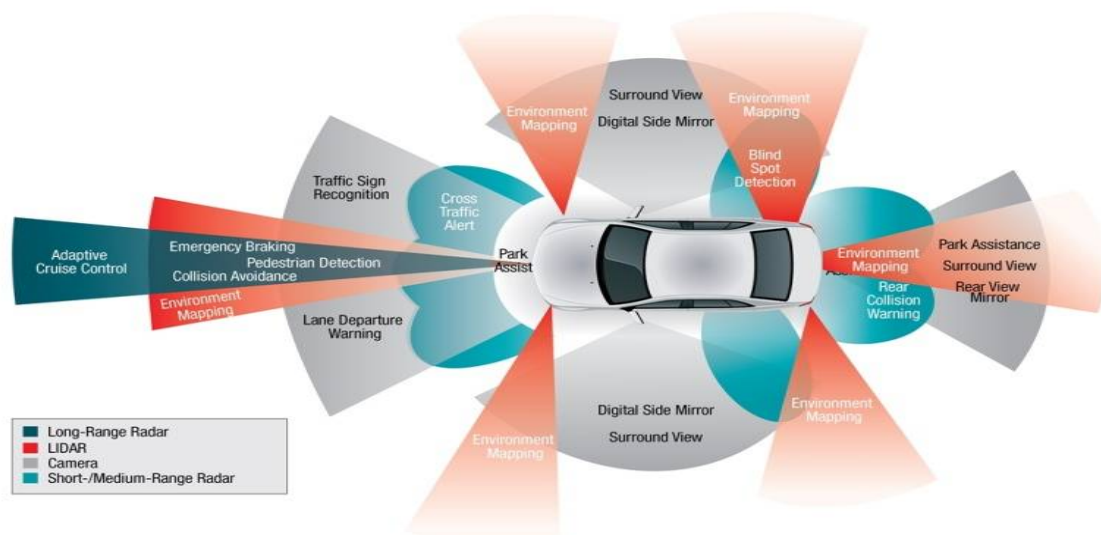 Environment
Mapping
Surround View
Digital Side Mirror
Environment
Mapping
Blind
Spot
Detection
Traffic Sign
Recognition
Cross
Traffic
Alert
Adaptive
Cruise Control
Emergency Braking
Pedestrian Detection
Collision Avoidance
Environment
Mapping
Park
Assist
Lane Departure
Warning
Environment
Mapping
Rear
Collision
Warning
Park Assistance
Surround View
Rear View
Mirror
Environment
Mapping
Digital Side Mirror
Surround View
Environment
Mapping
Long-Range Radar
LIDAR
Camera
Short-/Medium-Range Radar